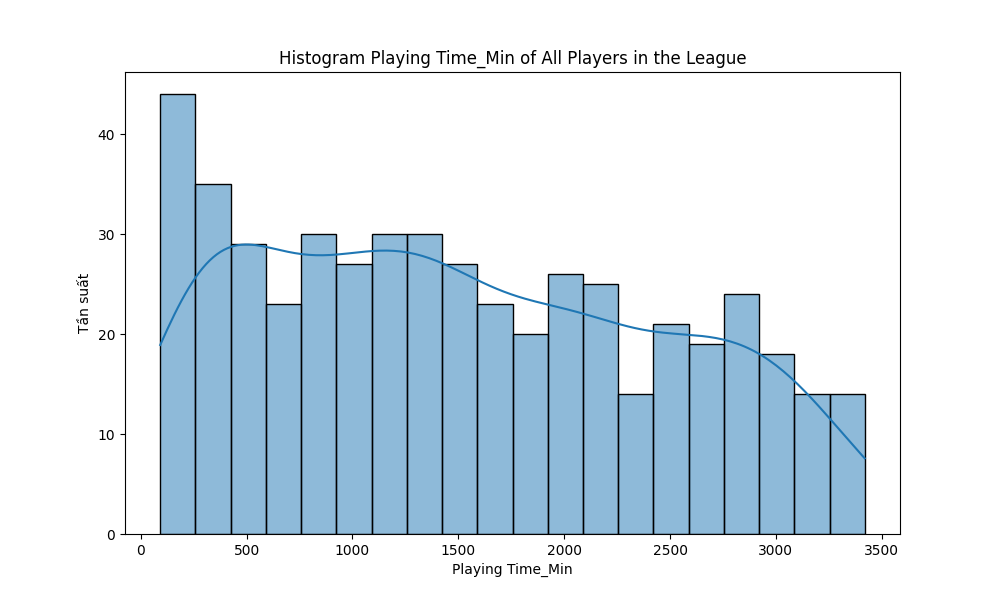 Histogram Playing Time_Min of All Players in the League
Tần suất
40
30
20
10
0
0 500 1000 1500 2000 2500 3000 3500
Playing Time_Min